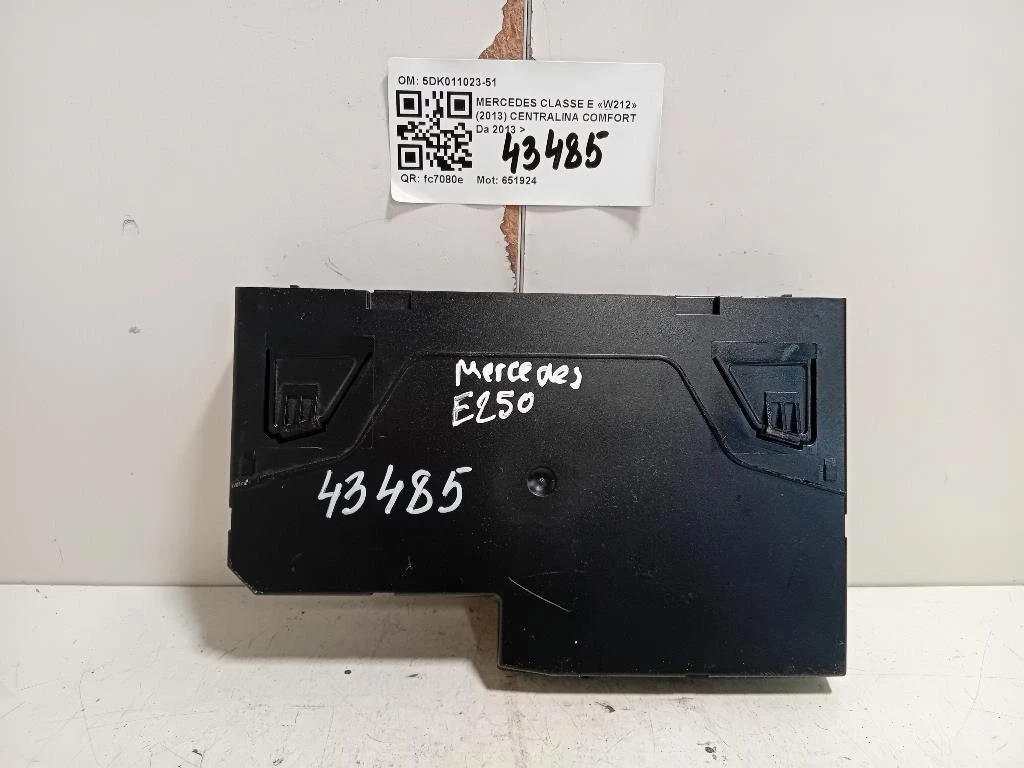 OM: 5DK011023-51
MERCEDES CLASSE E «W212»
(2013) CENTRALINA COMFORT
Da 2013 >
43485
QR: fc7080e Mot: 651924
Mercedes
E250
43485